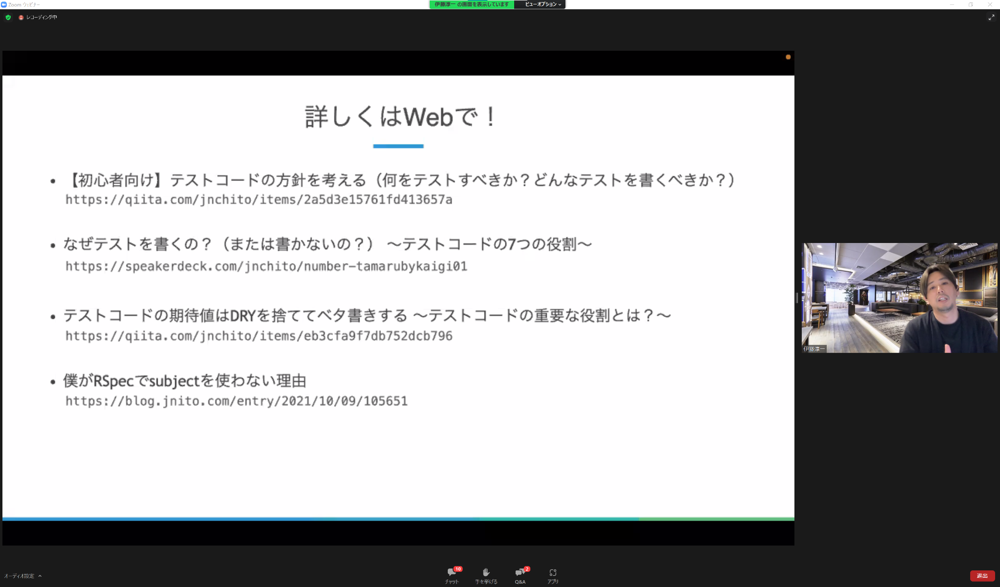 Zoom ウェビナー
伊藤淳一 の画面を表示しています
ビューオプション
レコーディング中
詳しくはWebで！
• 【初心者向け】テストコードの方針を考える（何をテストすべきか？どんなテストを書くべきか？）
https://qiita.com/jnchito/items/2a5d3e15761fd413657a
• なぜテストを書くの？（または書かないの？） ～テストコードの7つの役割～
https://speakerdeck.com/jnchito/number-tamarubykaigi01
• テストコードの期待値はDRYを捨ててベタ書きする ～テストコードの重要な役割とは？～
https://qiita.com/jnchito/items/eb3cfa9f7db752dcb796
• 僕がRSpecでsubjectを使わない理由
https://blog.jnito.com/entry/2021/10/09/105651
伊藤淳一
オーディオ設定
10
チャット
手を挙げる
2
Q&A
アプリ
退出